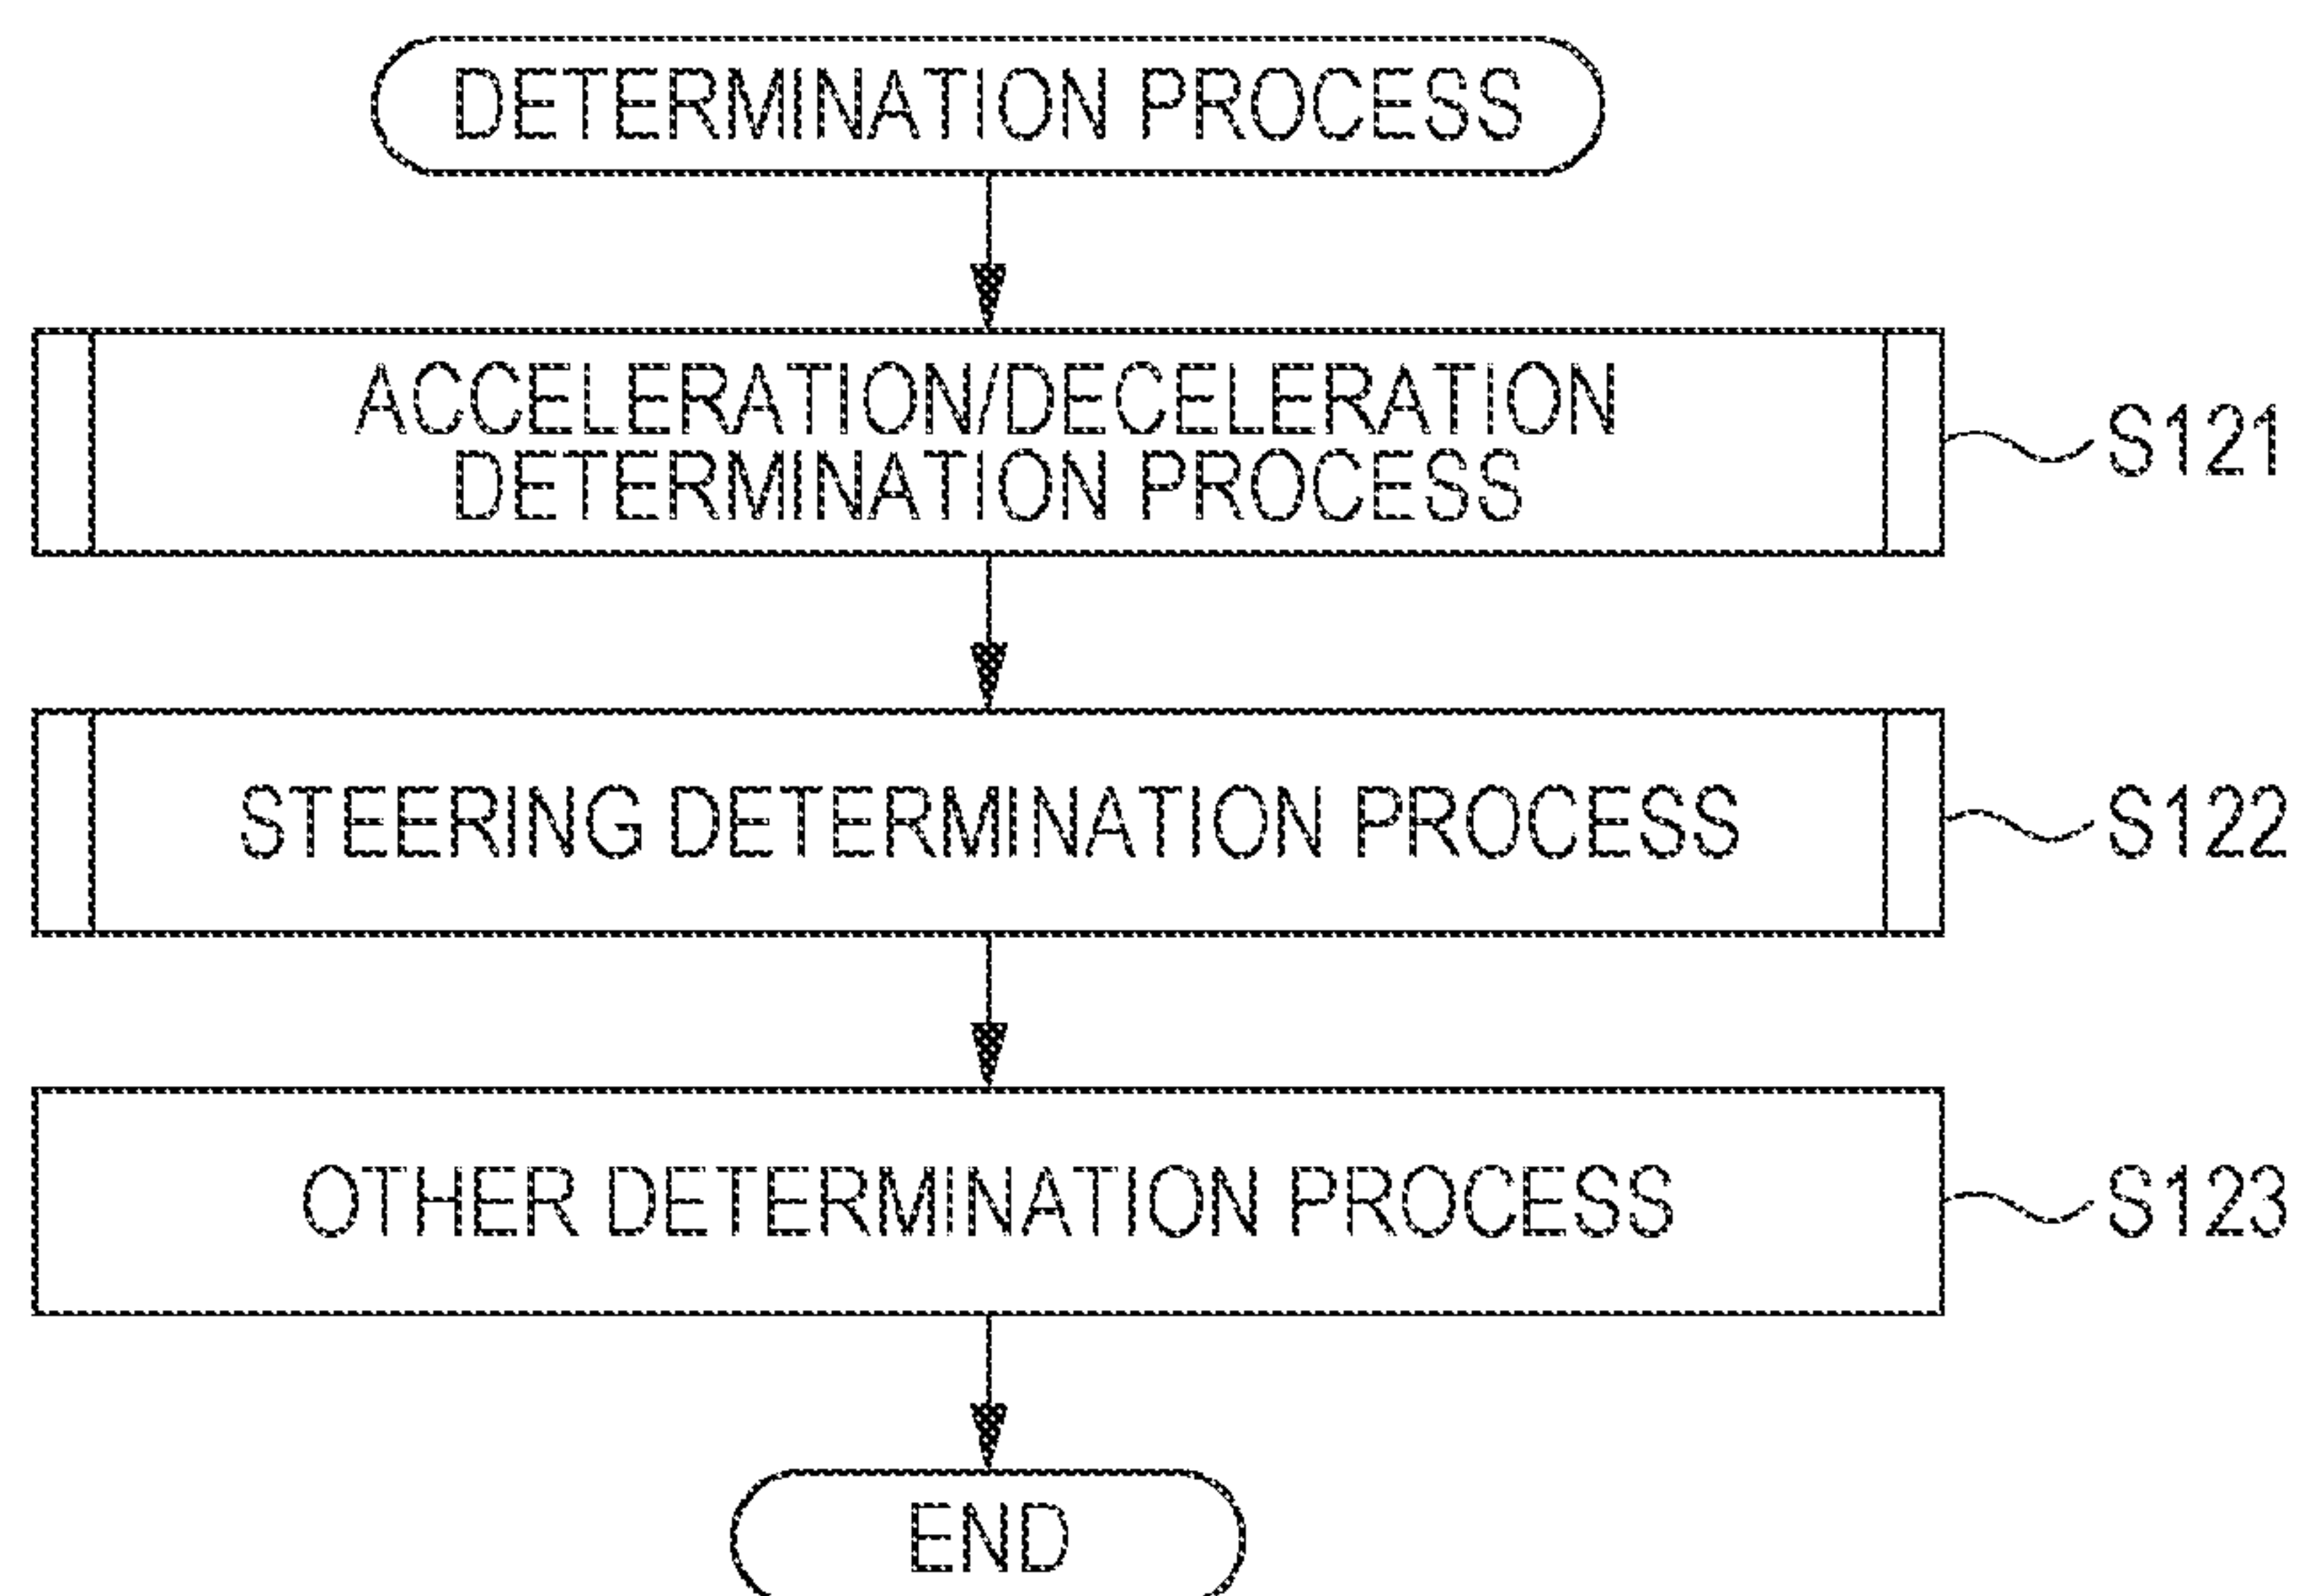 DETERMINATION PROCESS
ACCELERATION/DECELERATION
DETERMINATION PROCESS
S121
STEERING DETERMINATION PROCESS
S122
OTHER DETERMINATION PROCESS
S123
END